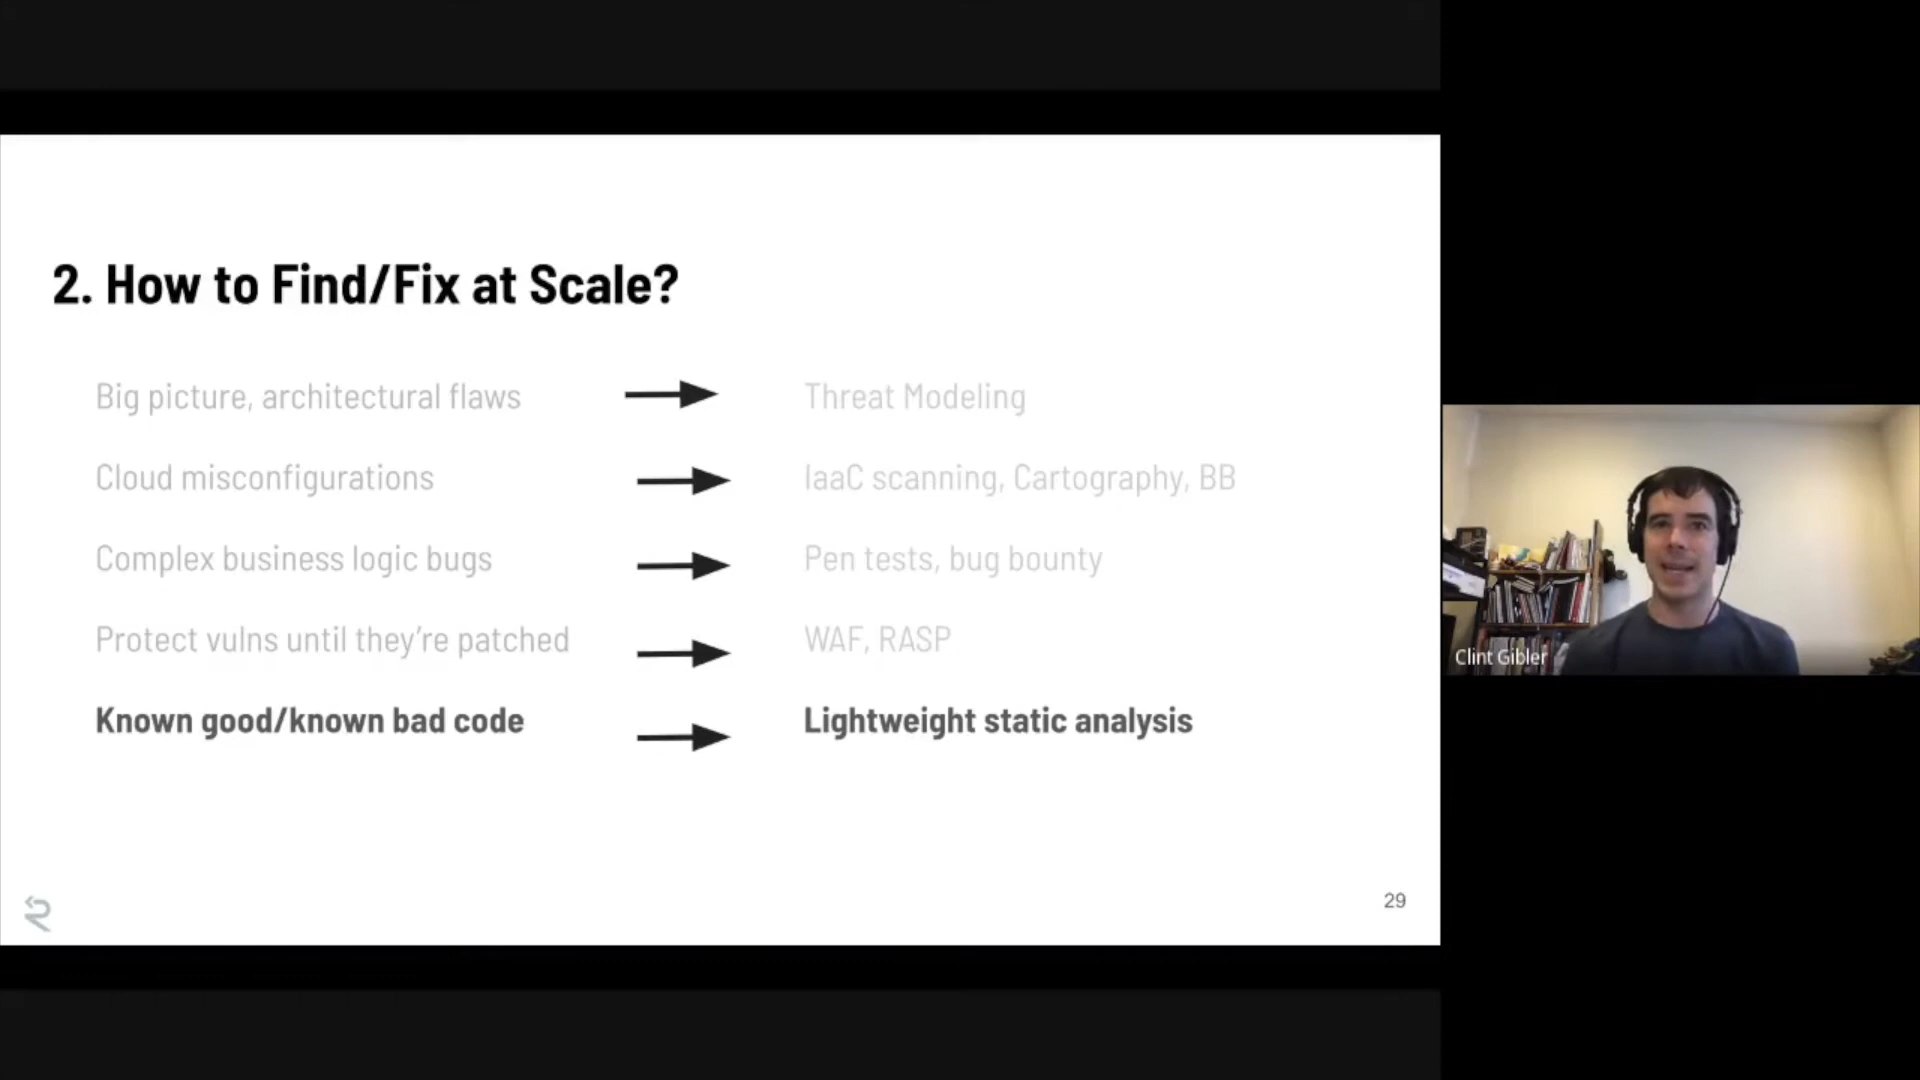 2. How to Find/Fix at Scale?
Big picture, architectural flaws
Threat Modeling
Cloud misconfigurations
IaaC scanning, Cartography, BB
Complex business logic bugs
Pen tests, bug bounty
Protect vulns until they're patched
WAF, RASP
Known good/known bad code
Lightweight static analysis
29
Clint Gibler